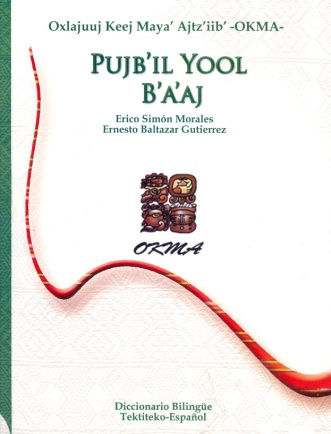 Oxlajuuj Keej Maya' Ajtz'iib' -OKMA-
PUJB'IL YOOL
B'A'AJ
Erico Simón Morales
Ernesto Baltazar Gutierrez
OKMA
Diccionario Bilingüe
Tektiteko-Español